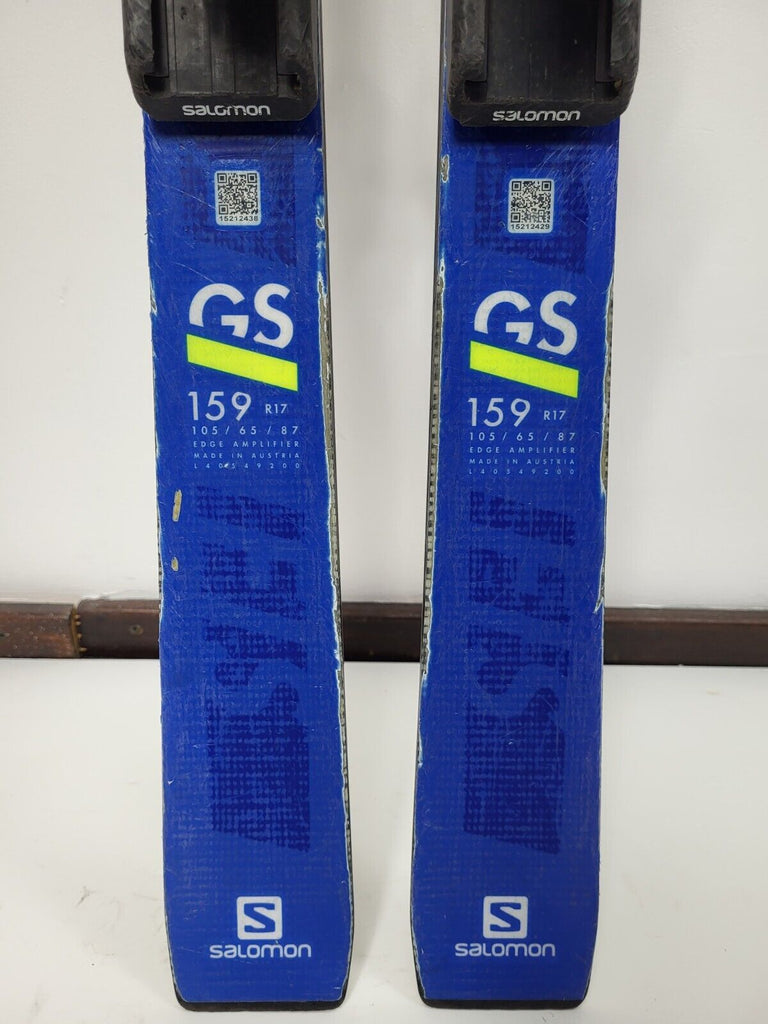 SALOMON
15212438
GS
159 R17
105 / 65 / 87
EDGE AMPLIFIER
MADE IN AUSTRIA
L40549200
S
SALOMON
SALOMON
15212429
GS
159 R17
105 / 65 / 87
EDGE AMPLIFIER
MADE IN AUSTRIA
L40549200
S
SALOMON